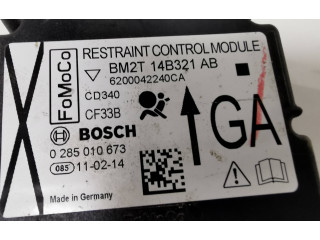 FoMoCo
RESTRAINT CONTROL MODULE
BM2T 14B321 AB
6200042240CA
CD340
CF33B
GA
BOSCH
0 285 010 673
085 11-02-14
Made in Germany